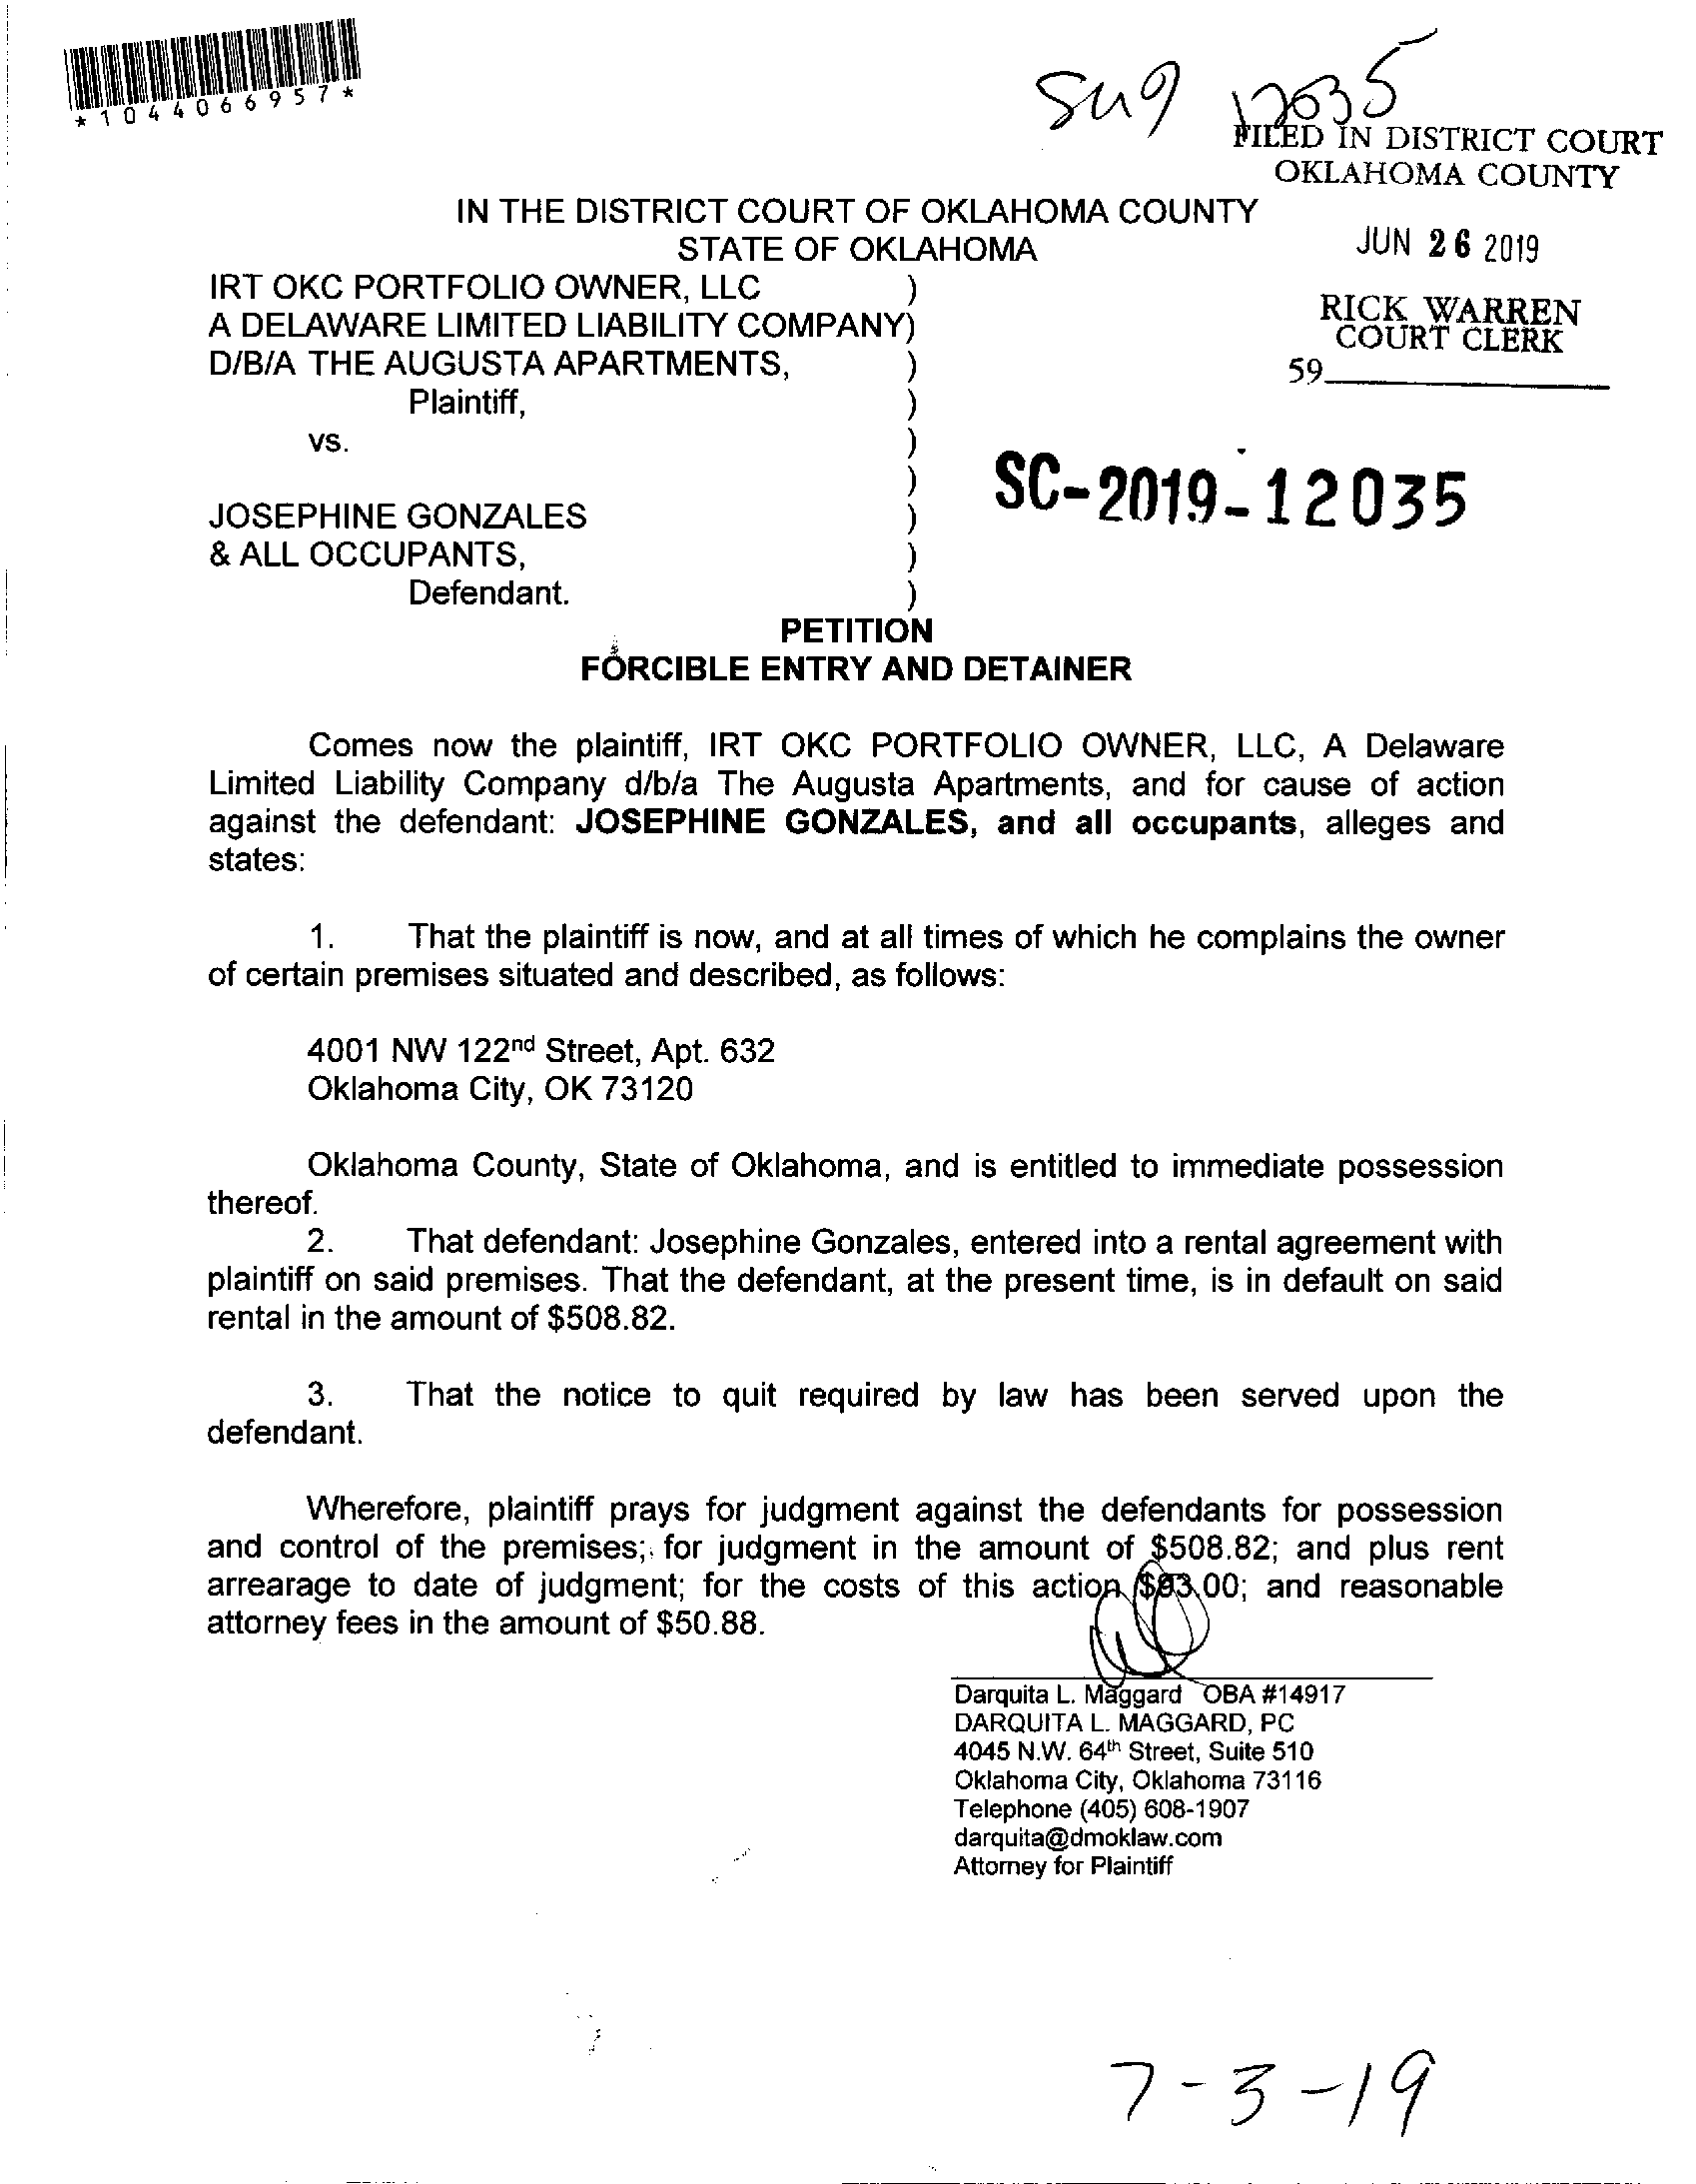 *1044066957*
FILED IN DISTRICT COURT
OKLAHOMA COUNTY
IN THE DISTRICT COURT OF OKLAHOMA COUNTY
STATE OF OKLAHOMA
JUN 26 2019
IRT OKC PORTFOLIO OWNER, LLC )
A DELAWARE LIMITED LIABILITY COMPANY)
D/B/A THE AUGUSTA APARTMENTS, )
Plaintiff, )
RICK WARREN
COURT CLERK
59
vs. )
)
SC-2019-12035
JOSEPHINE GONZALES )
& ALL OCCUPANTS, )
Defendant. )
PETITION
FORCIBLE ENTRY AND DETAINER
Comes now the plaintiff, IRT OKC PORTFOLIO OWNER, LLC, A Delaware
Limited Liability Company d/b/a The Augusta Apartments, and for cause of action
against the defendant: JOSEPHINE GONZALES, and all occupants, alleges and
states:
1. That the plaintiff is now, and at all times of which he complains the owner
of certain premises situated and described, as follows:
4001 NW 122nd Street, Apt. 632
Oklahoma City, OK 73120
Oklahoma County, State of Oklahoma, and is entitled to immediate possession
thereof.
2. That defendant: Josephine Gonzales, entered into a rental agreement with
plaintiff on said premises. That the defendant, at the present time, is in default on said
rental in the amount of $508.82.
3. That the notice to quit required by law has been served upon the
defendant.
Wherefore, plaintiff prays for judgment against the defendants for possession
and control of the premises; for judgment in the amount of $508.82; and plus rent
arrearage to date of judgment; for the costs of this action and reasonable
attorney fees in the amount of $50.88.
Darquita L. Maggard OBA #14917
DARQUITA L. MAGGARD, PC
4045 N.W. 64th Street, Suite 510
Oklahoma City, Oklahoma 73116
Telephone (405) 608-1907
darquita@dmoklaw.com
Attorney for Plaintiff
7-3-19